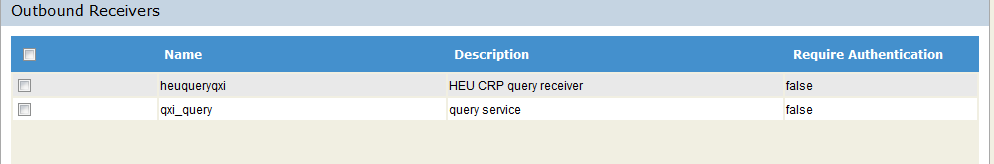 Outbound Receivers
Name Description Require Authentication
heuqueryqxi HEU CRP query receiver false
qxi_query query service false